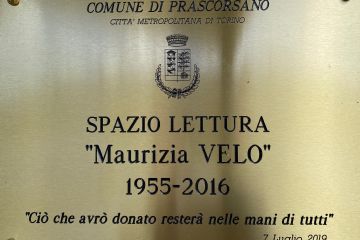 COMUNE DI PRASCORSANO
CITTA' METROPOLITANA DI TORINO
SPAZIO LETTURA
"Maurizia VELO"
1955-2016
"Ciò che avrò donato resterà nelle mani di tutti"
7 Luglio 2019